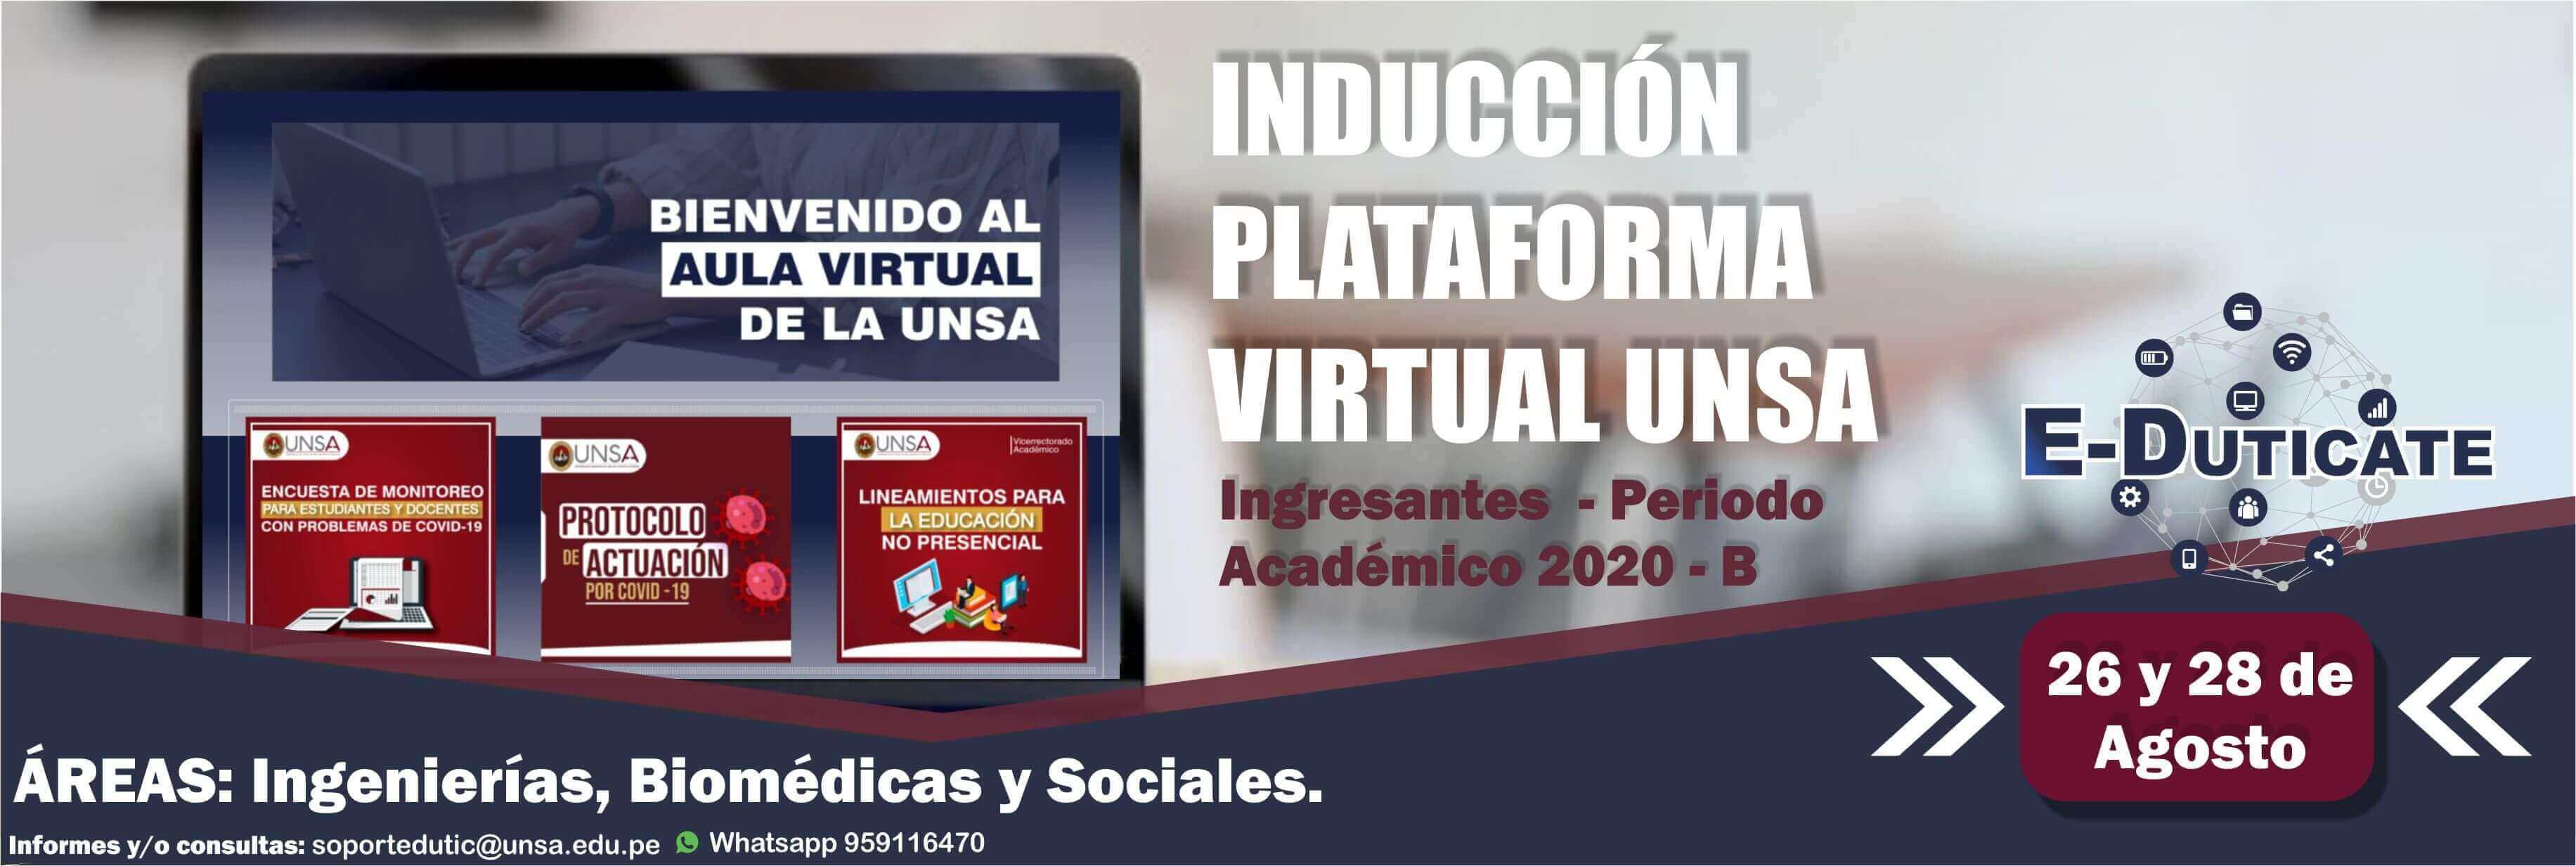 BIENVENIDO AL
AULA VIRTUAL
DE LA UNSA
UNSA
ENCUESTA DE MONITOREO
PARA ESTUDIANTES Y DOCENTES
CON PROBLEMAS DE COVID-19
UNSA
PROTOCOLO
DE ACTUACIÓN
POR COVID -19
UNSA
Vicerrectorado
Académico
LINEAMIENTOS PARA
LA EDUCACIÓN
NO PRESENCIAL
INDUCCIÓN
PLATAFORMA
VIRTUAL UNSA
Ingresantes - Periodo
Académico 2020 - B
E-DUTICATE
26 y 28 de
Agosto
ÁREAS: Ingenierías, Biomédicas y Sociales.
Informes y/o consultas: soportedutic@unsa.edu.pe Whatsapp 959116470